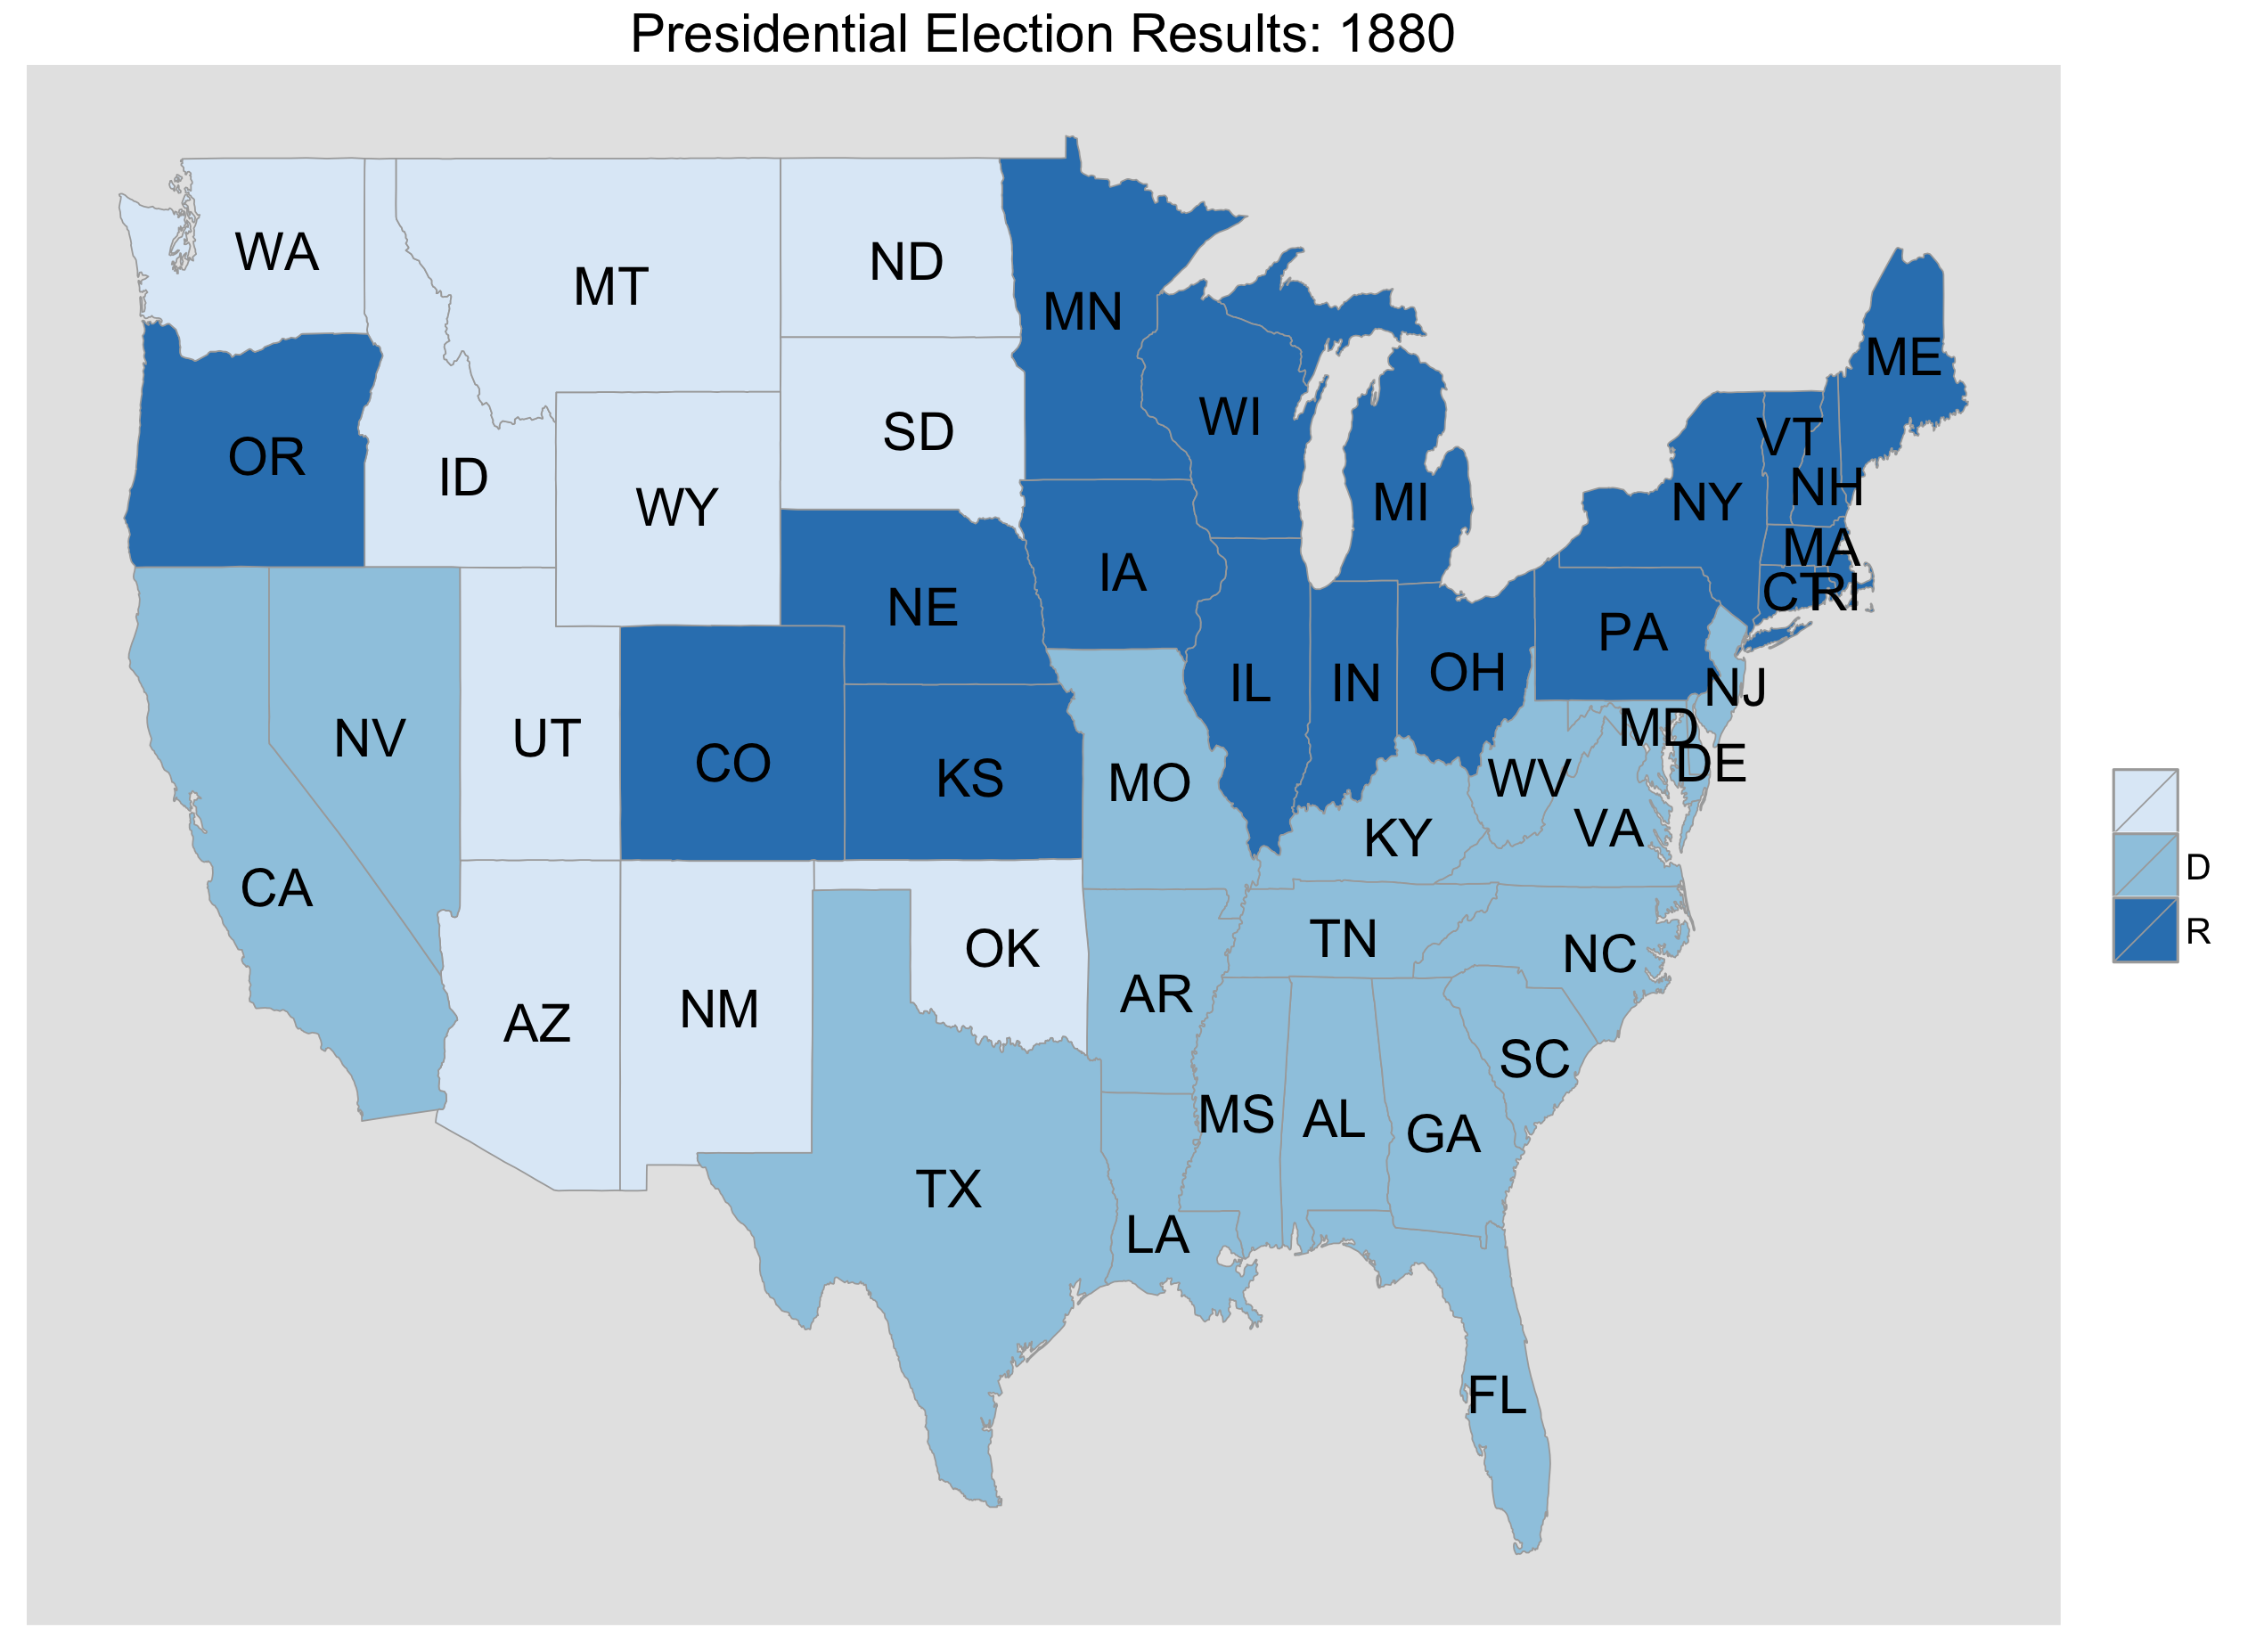 Presidential Election Results: 1880
WA
MT
ND
MN
ME
OR
ID
WY
SD
WI
MI
VT
NH
NY
MA
CT
RI
IA
NE
PA
NJ
IL
IN
OH
NV
UT
CO
KS
MO
MD
DE
WV
VA
KY
CA
D
R
OK
TN
NC
AZ
NM
AR
SC
MS
AL
GA
TX
LA
FL